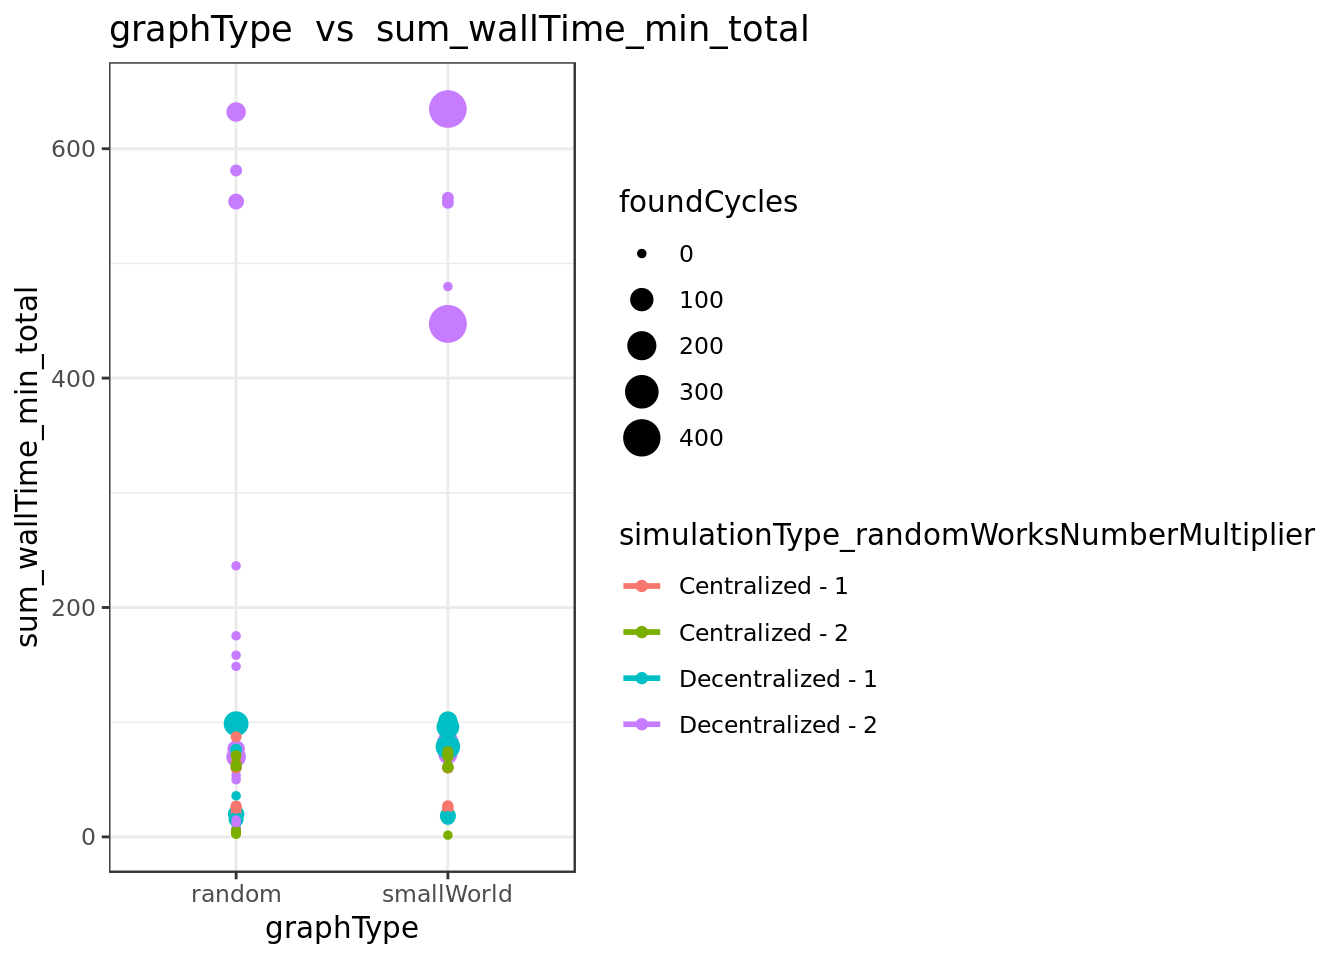 graphType vs sum_wallTime_min_total
sum_wallTime_min_total
600
400
200
0
random
smallWorld
graphType
foundCycles
0
100
200
300
400
simulationType_randomWorksNumberMultiplier
Centralized - 1
Centralized - 2
Decentralized - 1
Decentralized - 2